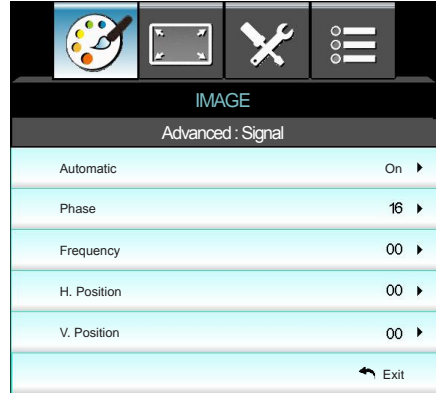 IMAGE
Advanced : Signal
Automatic On
Phase 16
Frequency 00
H. Position 00
V. Position 00
Exit